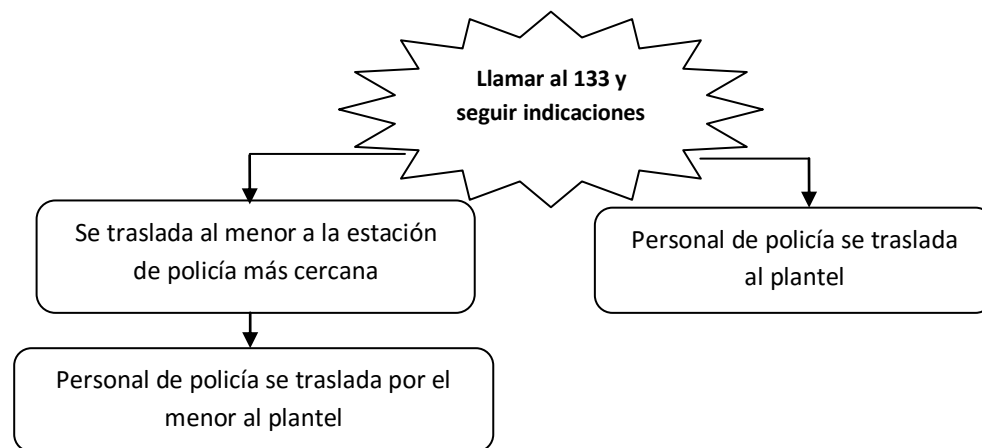 Llamar al 133 y
seguir indicaciones
Se traslada al menor a la estación
de policía más cercana
Personal de policía se traslada
al plantel
Personal de policía se traslada por el
menor al plantel